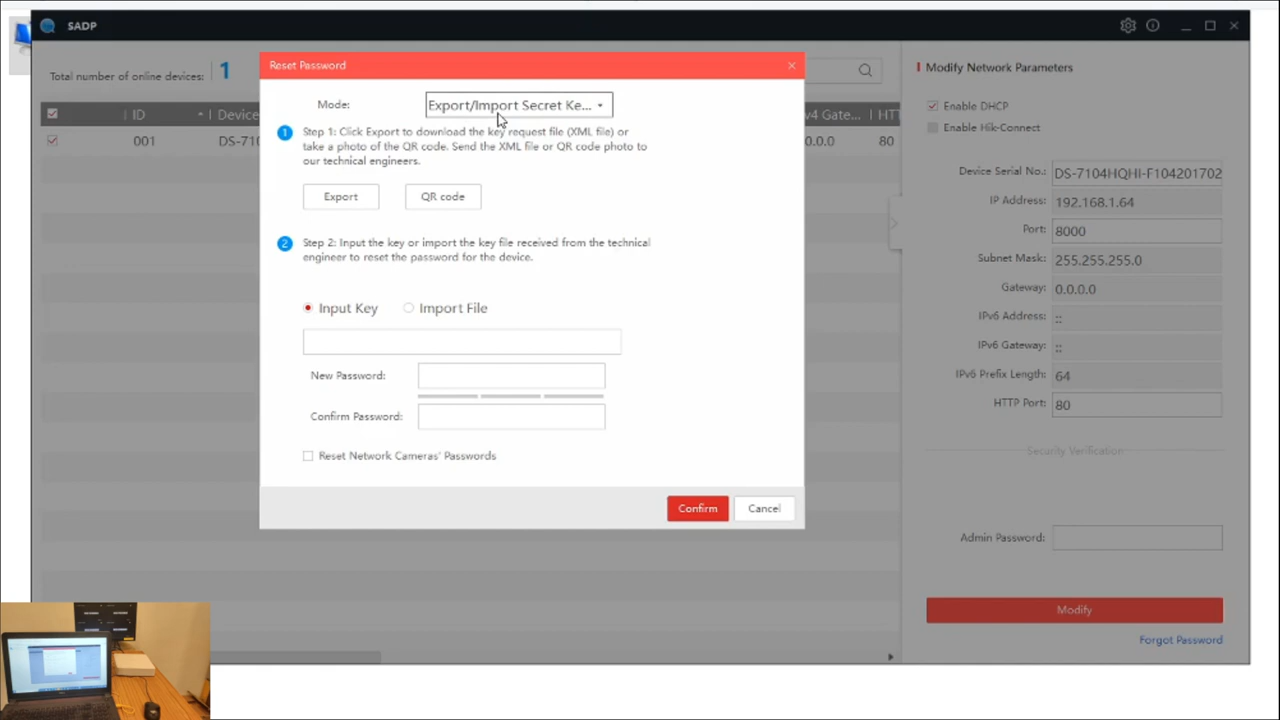 SADP
Total number of online devices: 1
ID
Device
v4 Gate...
HTT
001
DS-710
0.0.0
80
Reset Password
Mode:
Export/Import Secret Ke...
1
Step 1: Click Export to download the key request file (XML file) or
take a photo of the QR code. Send the XML file or QR code photo to
our technical engineers.
Export
QR code
2
Step 2: Input the key or import the key file received from the technical
engineer to reset the password for the device.
Input Key
Import File
New Password:
Confirm Password:
Reset Network Cameras' Passwords
Confirm
Cancel
Modify Network Parameters
Enable DHCP
Enable Hik-Connect
Device Serial No.: DS-7104HQHI-F104201702
IP Address: 192.168.1.64
Port: 8000
Subnet Mask: 255.255.255.0
Gateway: 0.0.0.0
IPv6 Address: ::
IPv6 Gateway: ::
IPv6 Prefix Length: 64
HTTP Port: 80
Security Verification
Admin Password:
Modify
Forgot Password